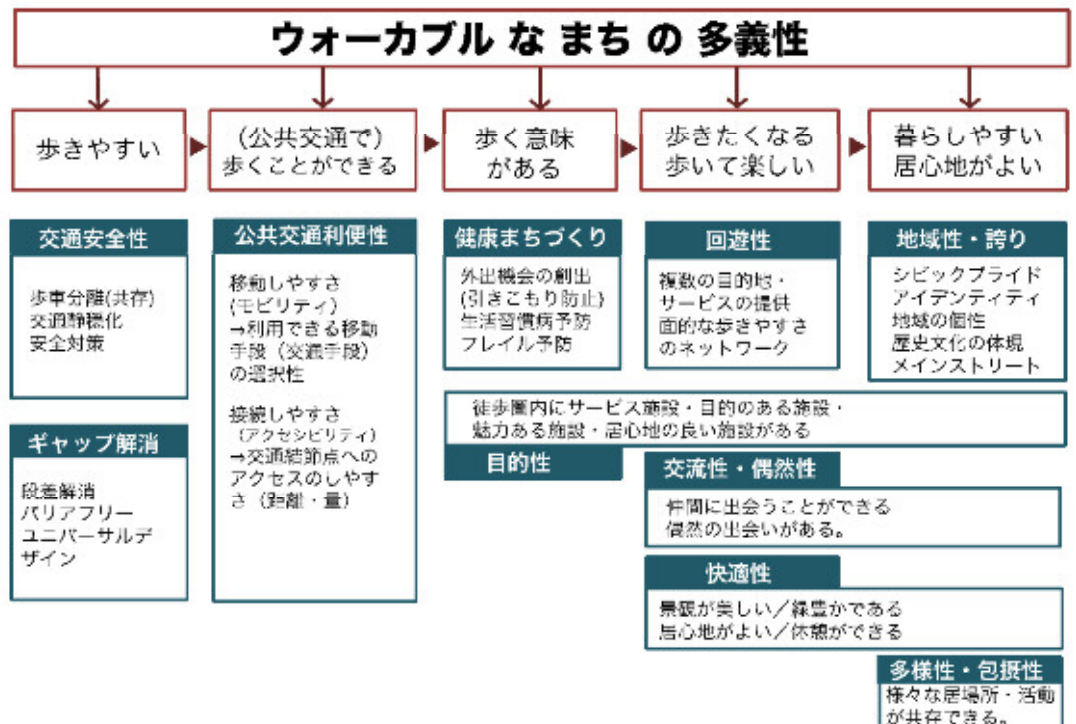 ウォーカブル な まち の 多義性
歩きやすい
(公共交通で)
歩くことができる
歩く意味
がある
歩きたくなる
歩いて楽しい
暮らしやすい
居心地がよい
交通安全性
歩車分離(共存)
交通静穏化
安全対策
ギャップ解消
段差解消
バリアフリー
ユニバーサルデ
ザイン
公共交通利便性
移動しやすさ
(モビリティ)
→利用できる移動
手段(交通手段)
の選択性
接続しやすさ
(アクセシビリティ)
→交通結節点への
アクセスのしやす
さ(距離・量)
健康まちづくり
外出機会の創出
(引きこもり防止)
生活習慣病予防
フレイル予防
回遊性
複数の目的地・
サービスの提供
面的な歩きやすさ
のネットワーク
地域性・誇り
シビックプライド
アイデンティティ
地域の個性
歴史文化の体現
メインストリート
徒歩圏内にサービス施設・目的のある施設・
魅力ある施設・居心地の良い施設がある
目的性
交流性・偶然性
仲間に出会うことができる
偶然の出会いがある。
快適性
景観が美しい/緑豊かである
居心地がよい/休憩ができる
多様性・包摂性
様々な居場所・活動
が共存できる。